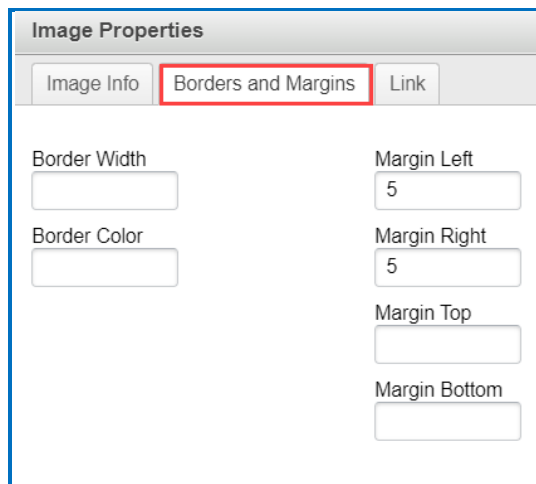 Image Properties
Image Info Borders and Margins Link
Border Width
Border Color
Margin Left
5
Margin Right
5
Margin Top
Margin Bottom